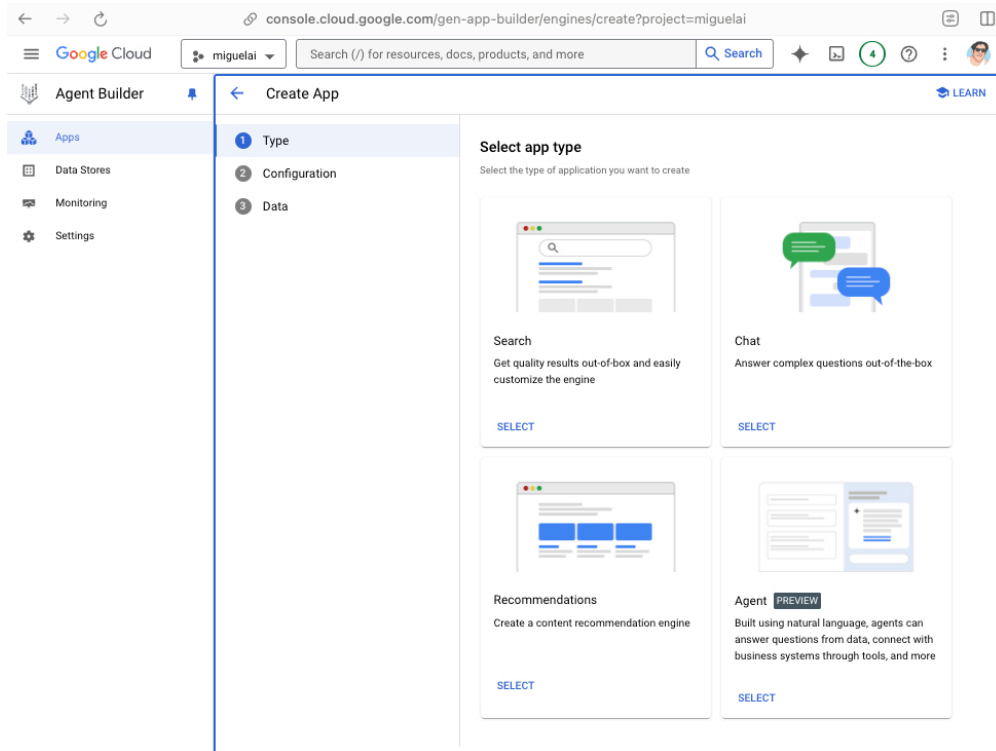 console.cloud.google.com/gen-app-builder/engines/create?project=miguelai
Google Cloud
miguelai
Search (/) for resources, docs, products, and more
Search
4
Agent Builder
Create App
LEARN
Apps
Data Stores
Monitoring
Settings
1 Type
2 Configuration
3 Data
Select app type
Select the type of application you want to create
Search
Get quality results out-of-box and easily
customize the engine
SELECT
Chat
Answer complex questions out-of-the-box
SELECT
Recommendations
Create a content recommendation engine
SELECT
Agent PREVIEW
Built using natural language, agents can
answer questions from data, connect with
business systems through tools, and more
SELECT